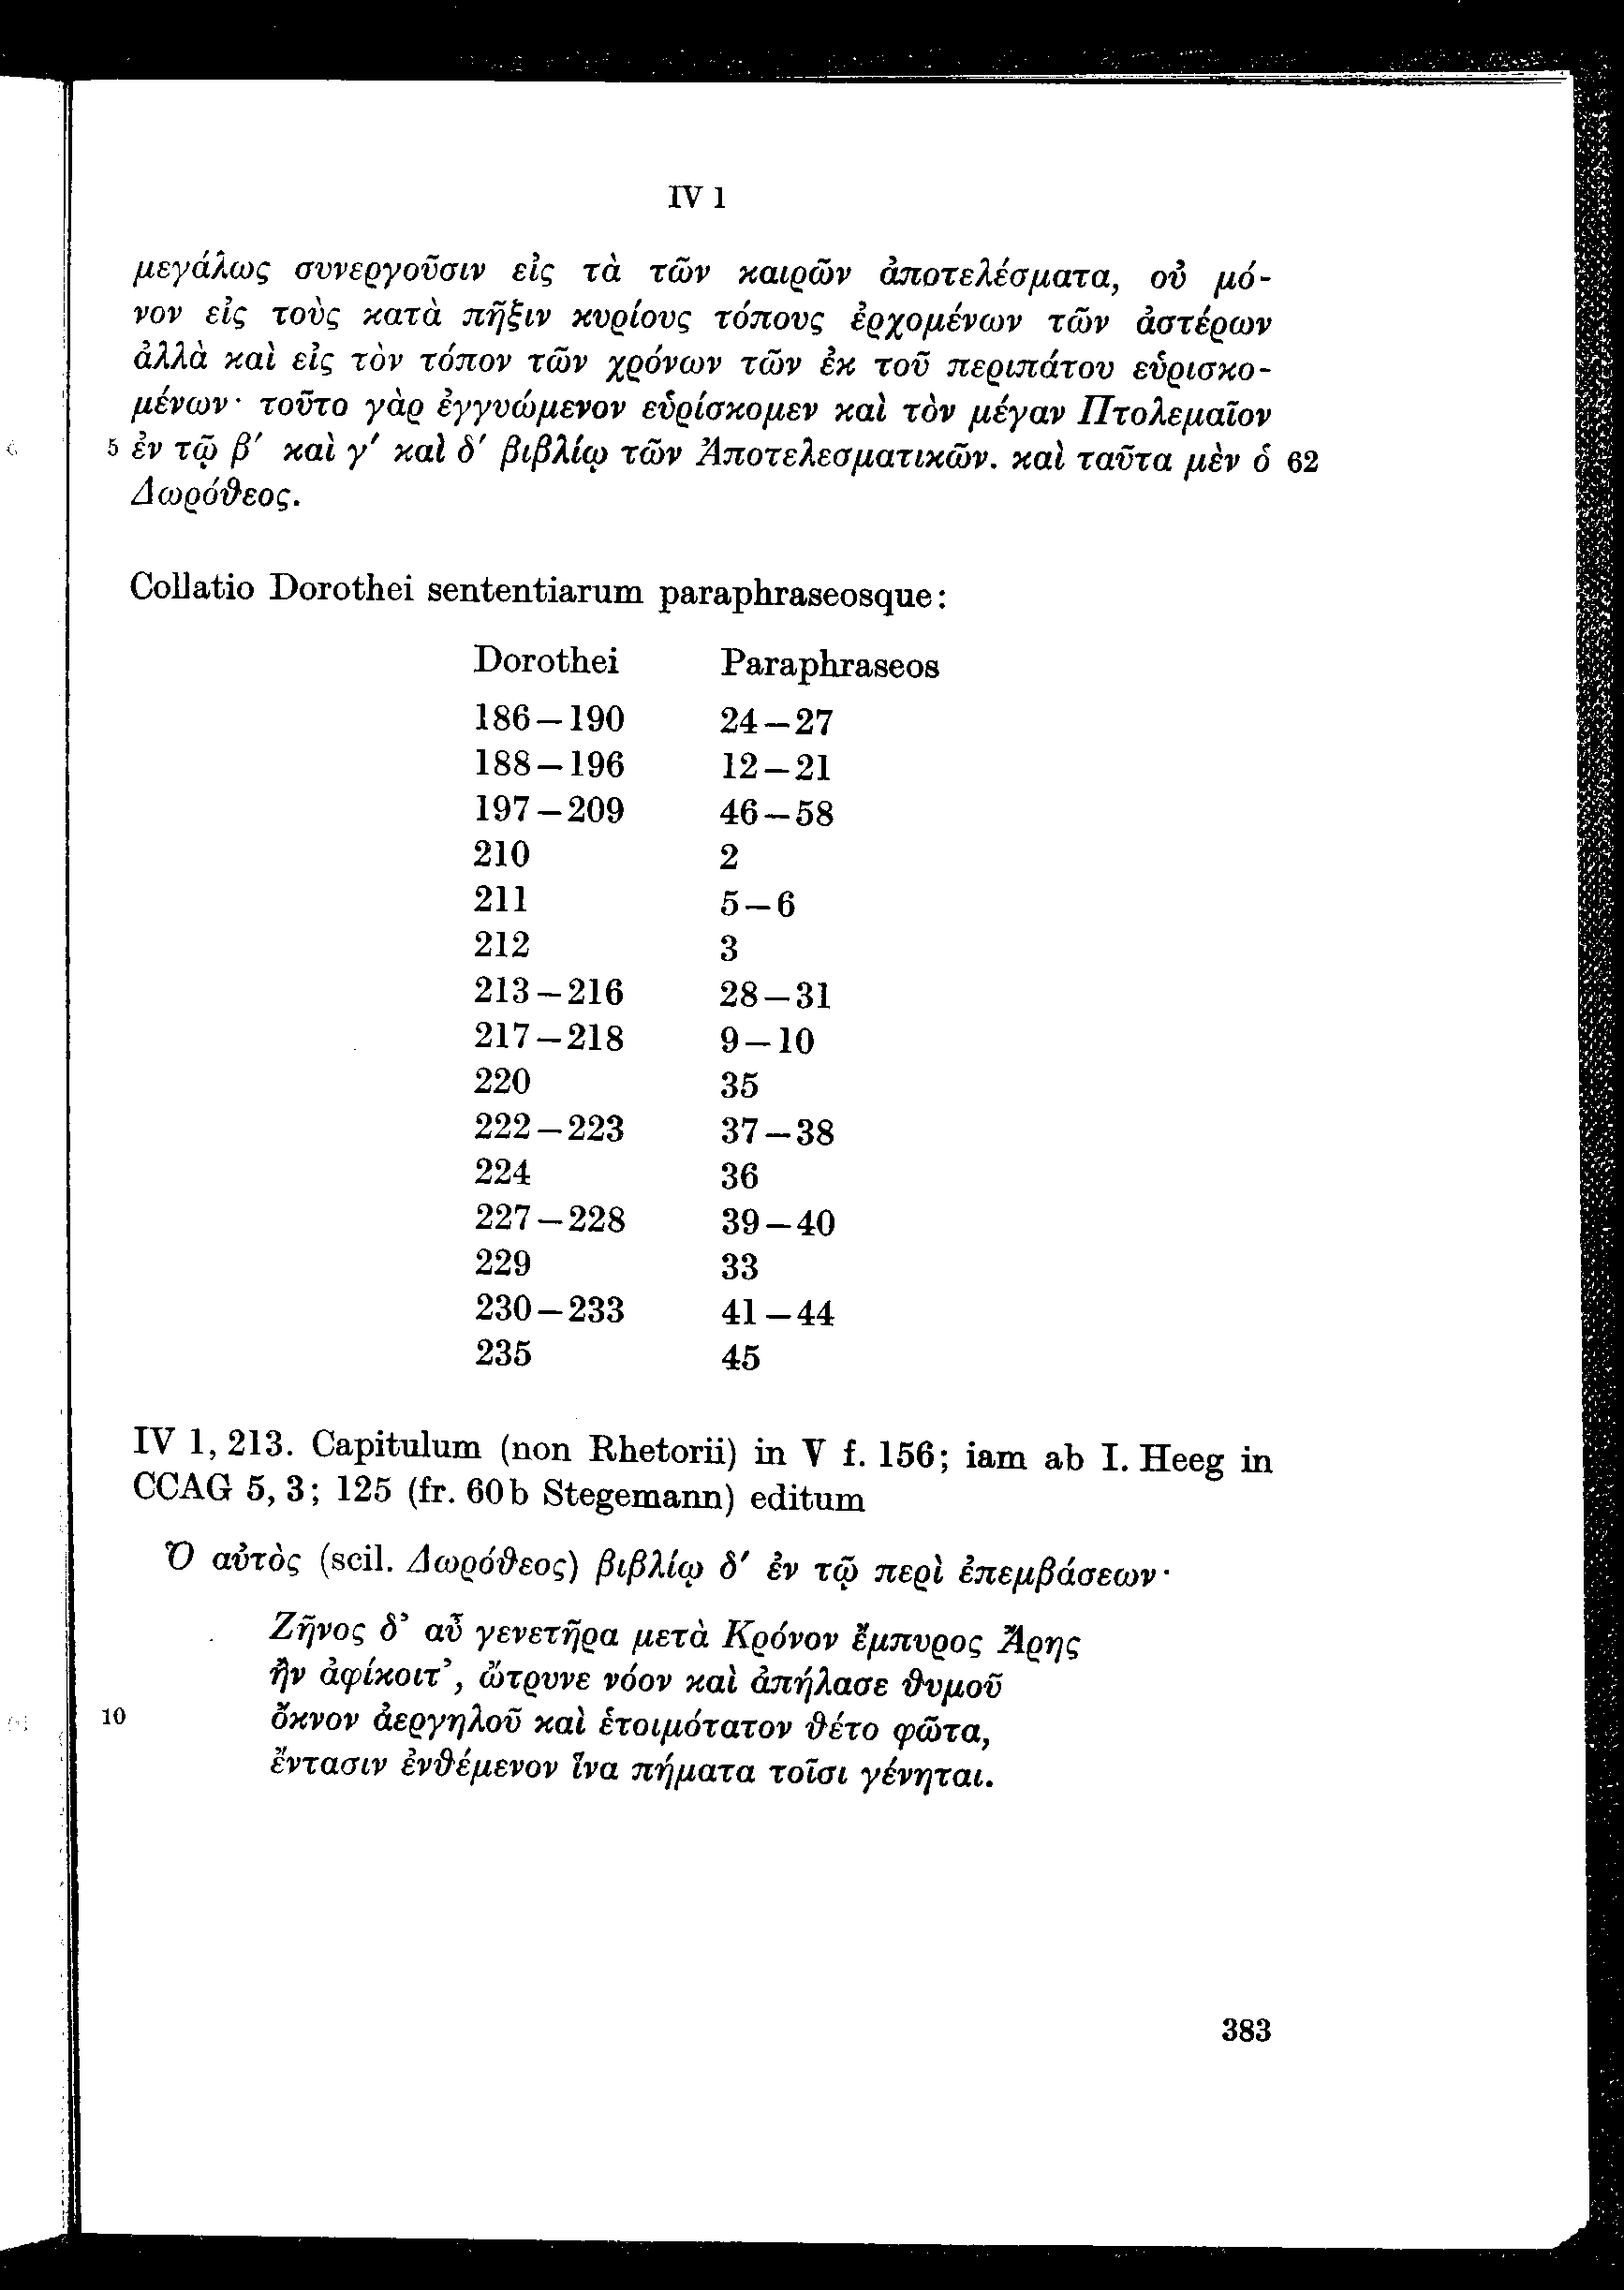 IV 1
μεγάλως συνεργοῦσιν εἰς τὰ τῶν καιρῶν ἀποτελέσματα, οὐ μό-
νον εἰς τοὺς κατὰ πῆξιν κυρίους τόπους ἐρχομένων τῶν ἀστέρων
ἀλλὰ καὶ εἰς τὸν τόπον τῶν χρόνων τῶν ἐκ τοῦ περιπάτου εὑρισκο-
μένων· τοῦτο γὰρ ἐγγυώμενον εὑρίσκομεν καὶ τὸν μέγαν Πτολεμαῖον
5 ἐν τῷ β′ καὶ γ′ καὶ δ′ βιβλίῳ τῶν Ἀποτελεσματικῶν. καὶ ταῦτα μὲν ὁ 62
Δωρόθεος.
Collatio Dorothei sententiarum paraphraseosque:
Dorothei Paraphraseos
186–190 24–27
188–196 12–21
197–209 46–58
210 2
211 5–6
212 3
213–216 28–31
217–218 9–10
220 35
222–223 37–38
224 36
227–228 39–40
229 33
230–233 41–44
235 45
IV 1, 213. Capitulum (non Rhetorii) in V f. 156; iam ab I. Heeg in
CCAG 5, 3; 125 (fr. 60b Stegemann) editum
Ὁ αὐτὸς (scil. Δωρόθεος) βιβλίῳ δ′ ἐν τῷ περὶ ἐπεμβάσεων·
Ζῆνος δ’ αὖ γενετῆρα μετὰ Κρόνον ἔμπυρος Ἄρης
ἢν ἀφίκοιτ’, ὤτρυνε νόον καὶ ἀπήλασε θυμοῦ
10 ὄκνον ἀεργηλοῦ καὶ ἑτοιμότατον θέτο φῶτα,
ἔντασιν ἐνθέμενον ἵνα πήματα τοῖσι γένηται.
383